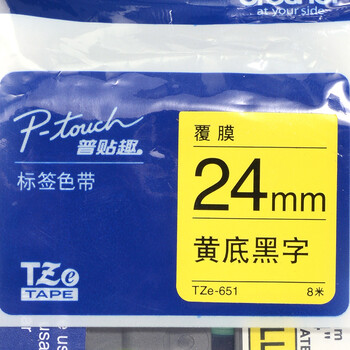 brother
at your side
P-touch
普贴趣
标签色带
TZe
TAPE
覆膜
24mm
黄底黑字
TZe-651
8米